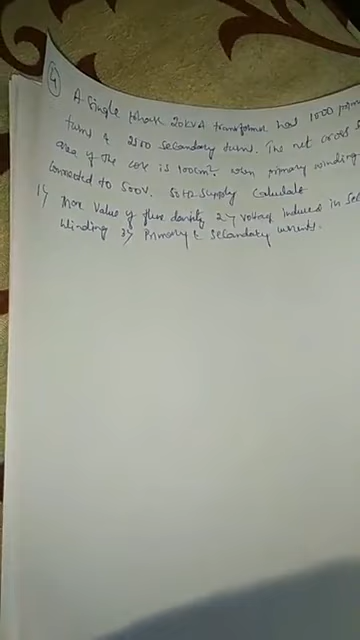 4
A Single phase 20KVA transformer has 1000 prim
turns & 2500 Secondary turns. The net cross S
area of the core is 100cm². when primary winding
Connected to 500V. 50HZ Supply Calculate
1) Max Value of flux density 2) voltage induced in Sec
Winding 3) Primary & Secondary currents.